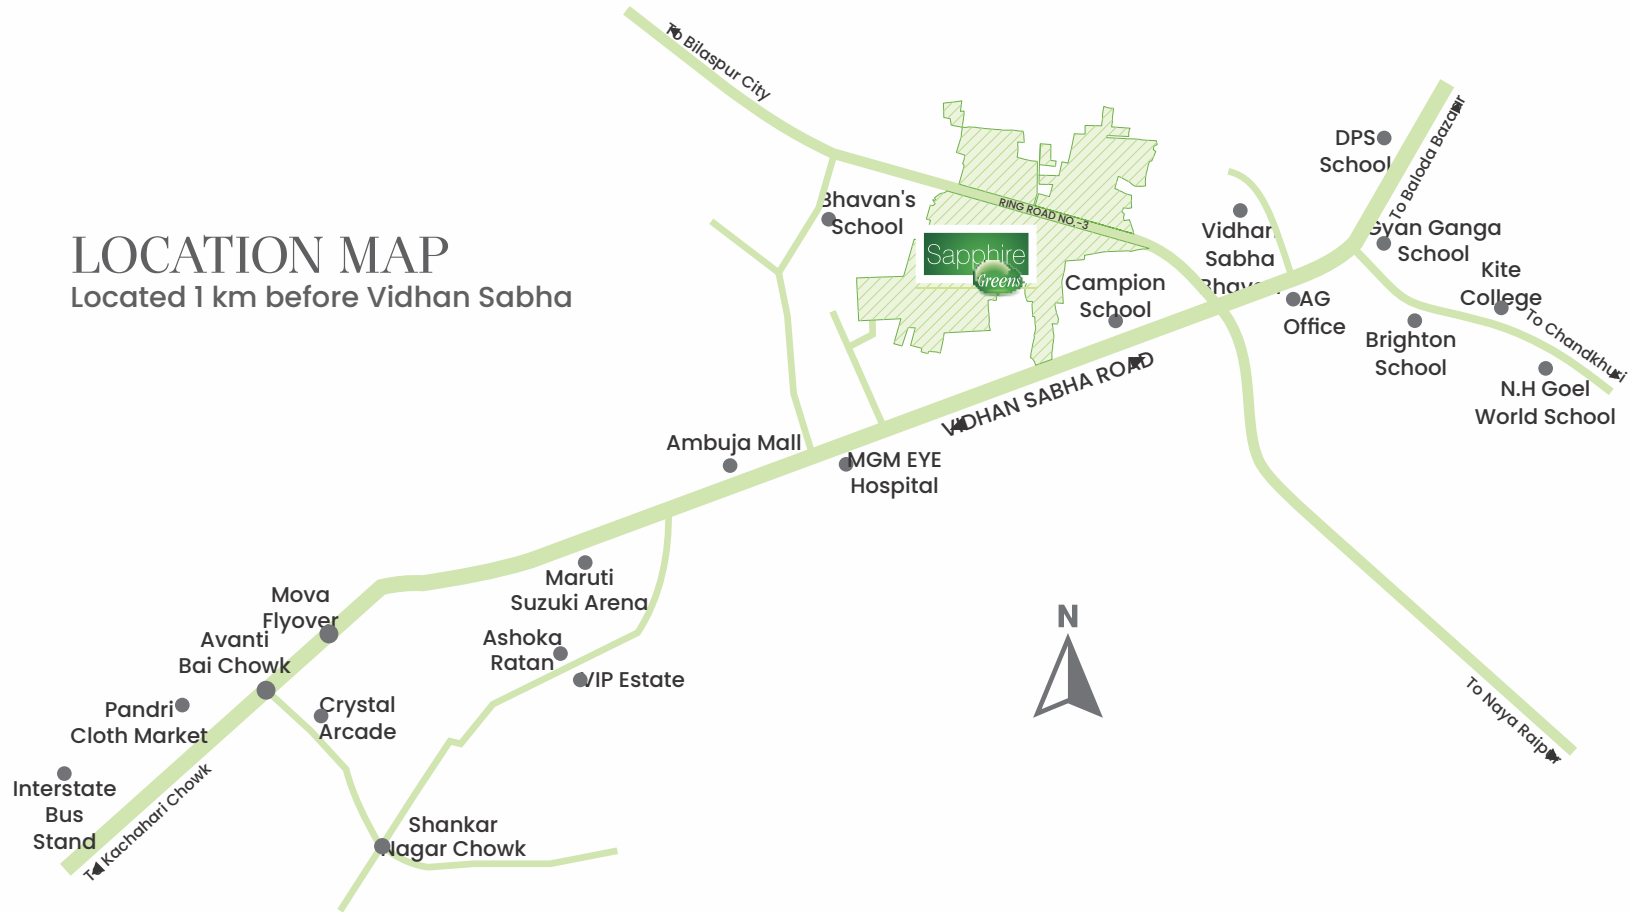 LOCATION MAP
Located 1 km before Vidhan Sabha
To Bilaspur City
Bhavan's
School
RING ROAD NO.-3
Sapphire
Greens
Campion
School
Vidhan
Sabha
Bhavan
AG
Office
DPS
School
To Baloda Bazaar
Gyan Ganga
School
Kite
College
To Chandkhuri
Brighton
School
N.H Goel
World School
VIDHAN SABHA ROAD
Ambuja Mall
MGM EYE
Hospital
Maruti
Suzuki Arena
Mova
Flyover
Avanti
Bai Chowk
Ashoka
Ratan
VIP Estate
Pandri
Cloth Market
Crystal
Arcade
Interstate
Bus
Stand
To Kachahari Chowk
Shankar
Nagar Chowk
N
To Naya Raipur